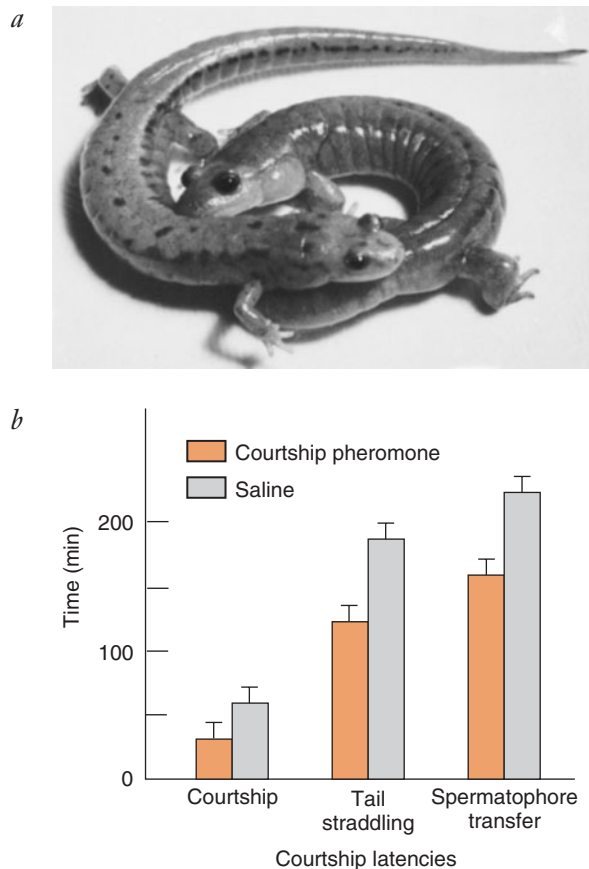 a
b
Courtship pheromone
Saline
Time (min)
200
100
0
Courtship
Tail
straddling
Spermatophore
transfer
Courtship latencies